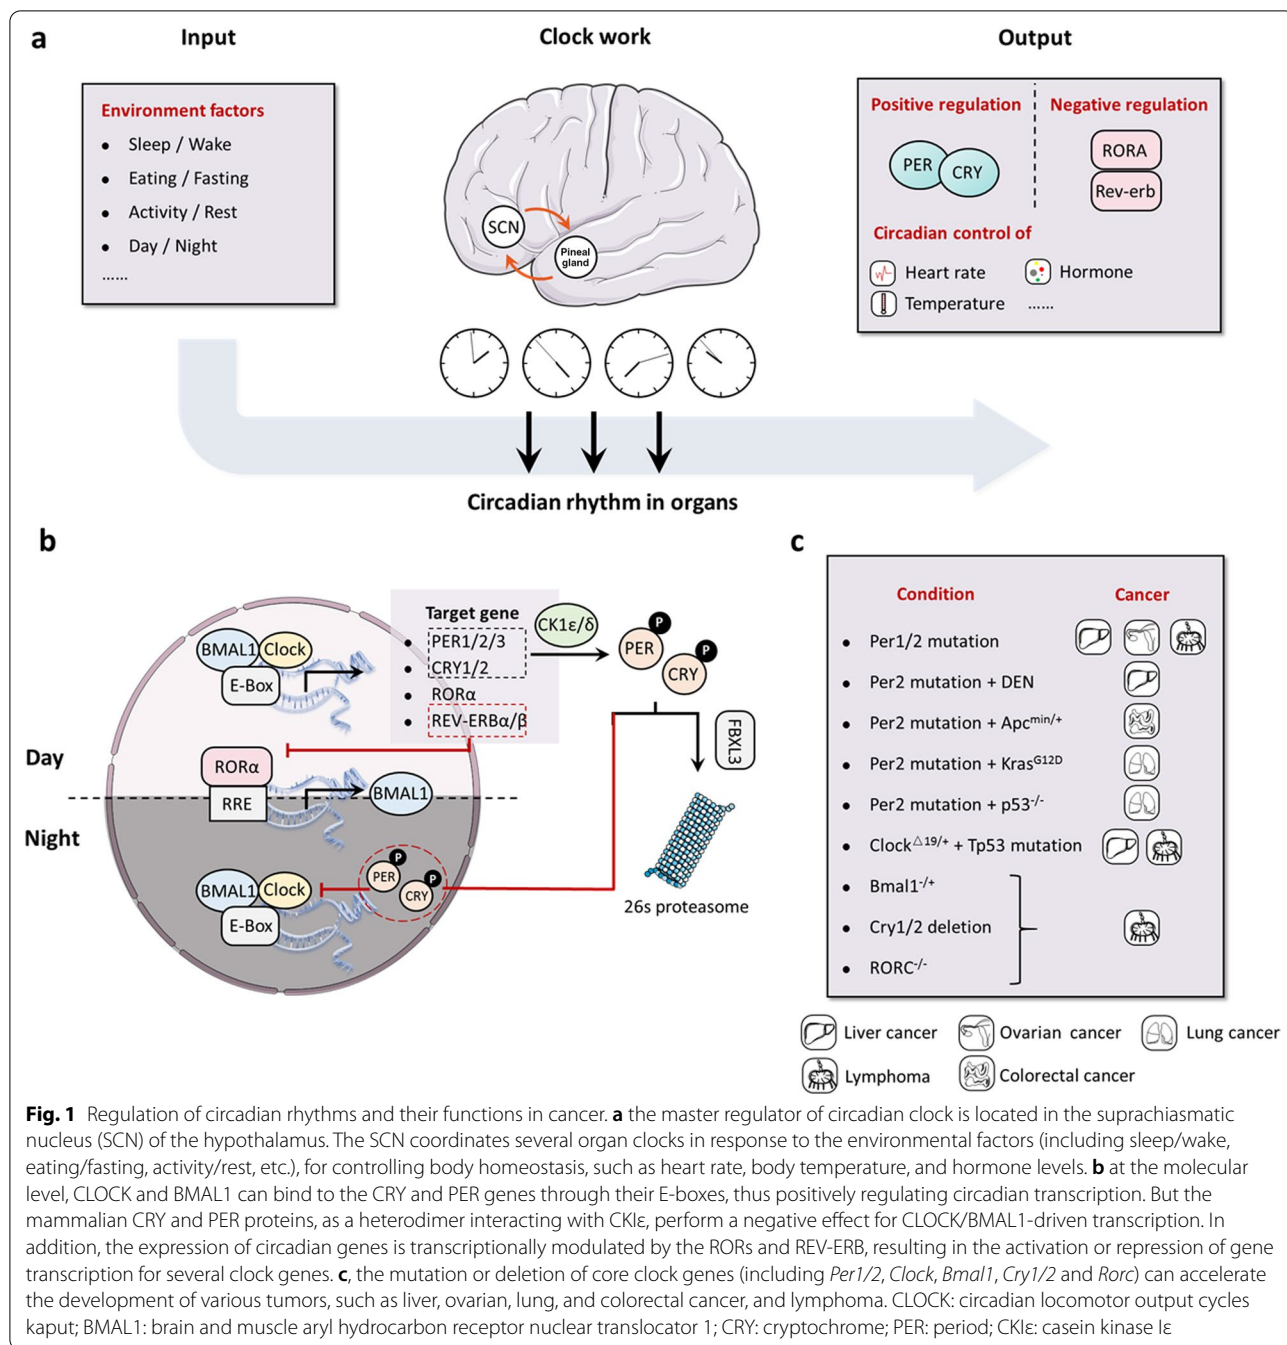 a
Input
Clock work
Output
Environment factors
• Sleep / Wake
• Eating / Fasting
• Activity / Rest
• Day / Night
......
SCN
Pineal
gland
Positive regulation
Negative regulation
PER
CRY
RORA
Rev-erb
Circadian control of
Heart rate
Hormone
Temperature
......
Circadian rhythm in organs
b
Target gene
• PER1/2/3
• CRY1/2
• RORα
• REV-ERBα/β
CK1ε/δ
P
PER
P
CRY
BMAL1
Clock
E-Box
FBXL3
Day
RORα
RRE
BMAL1
Night
P
PER
P
CRY
BMAL1
Clock
E-Box
26s proteasome
c
Condition
Cancer
• Per1/2 mutation
• Per2 mutation + DEN
• Per2 mutation + Apcmin/+
• Per2 mutation + KrasG12D
• Per2 mutation + p53-/-
• Clock△19/+ + Tp53 mutation
• Bmal1-/+
• Cry1/2 deletion
• RORC-/-
Liver cancer
Ovarian cancer
Lung cancer
Lymphoma
Colorectal cancer
Fig. 1 Regulation of circadian rhythms and their functions in cancer. a the master regulator of circadian clock is located in the suprachiasmatic
nucleus (SCN) of the hypothalamus. The SCN coordinates several organ clocks in response to the environmental factors (including sleep/wake,
eating/fasting, activity/rest, etc.), for controlling body homeostasis, such as heart rate, body temperature, and hormone levels. b at the molecular
level, CLOCK and BMAL1 can bind to the CRY and PER genes through their E-boxes, thus positively regulating circadian transcription. But the
mammalian CRY and PER proteins, as a heterodimer interacting with CKIε, perform a negative effect for CLOCK/BMAL1-driven transcription. In
addition, the expression of circadian genes is transcriptionally modulated by the RORs and REV-ERB, resulting in the activation or repression of gene
transcription for several clock genes. c, the mutation or deletion of core clock genes (including Per1/2, Clock, Bmal1, Cry1/2 and Rorc) can accelerate
the development of various tumors, such as liver, ovarian, lung, and colorectal cancer, and lymphoma. CLOCK: circadian locomotor output cycles
kaput; BMAL1: brain and muscle aryl hydrocarbon receptor nuclear translocator 1; CRY: cryptochrome; PER: period; CKIε: casein kinase Iε